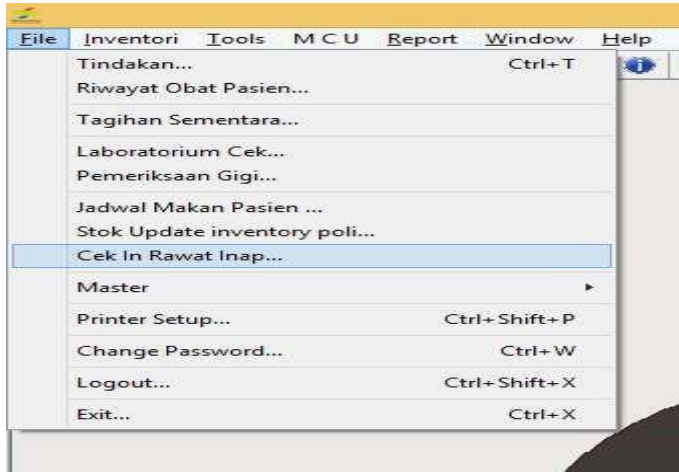 File Inventori Tools M C U Report Window Help
Tindakan... Ctrl+T
Riwayat Obat Pasien...
Tagihan Sementara...
Laboratorium Cek...
Pemeriksaan Gigi...
Jadwal Makan Pasien ...
Stok Update inventory poli...
Cek In Rawat Inap...
Master
Printer Setup... Ctrl+Shift+P
Change Password... Ctrl+W
Logout... Ctrl+Shift+X
Exit... Ctrl+X